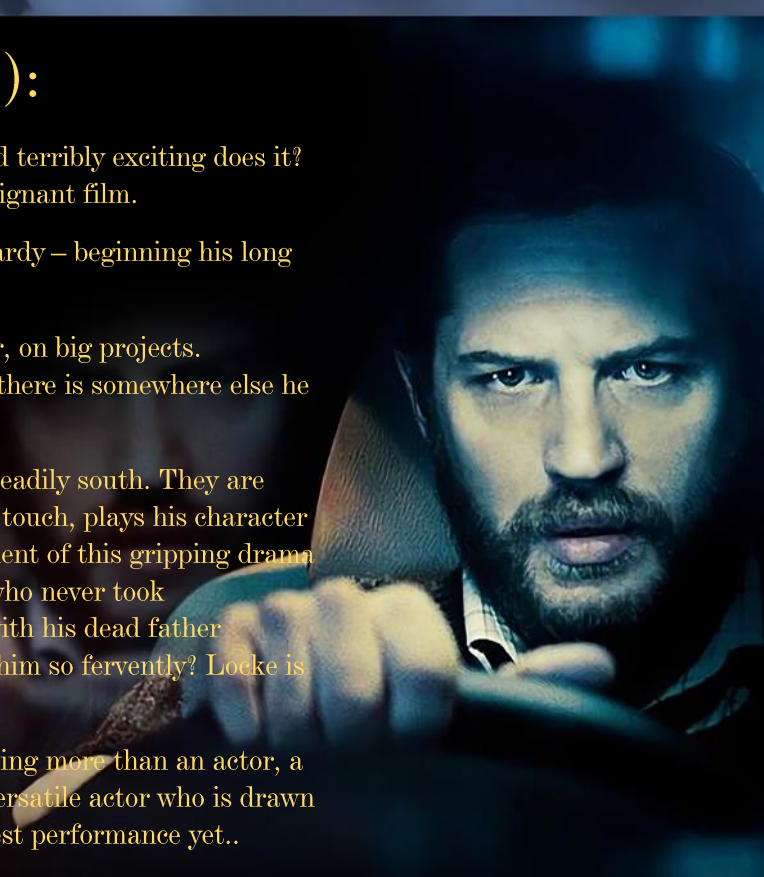 ):
d terribly exciting does it?
ignant film.
ardy – beginning his long
r, on big projects.
there is somewhere else he
eadily south. They are
touch, plays his character
ent of this gripping drama
who never took
ith his dead father
him so fervently? Locke is
ing more than an actor, a
ersatile actor who is drawn
est performance yet..